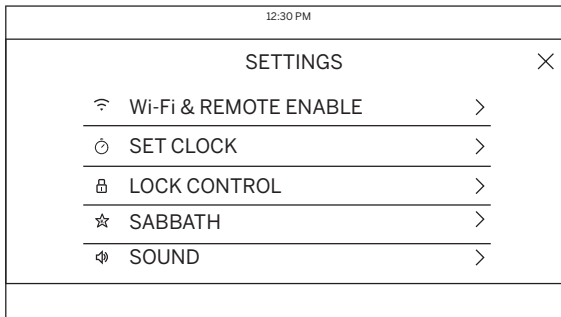 12:30 PM
SETTINGS
Wi-Fi & REMOTE ENABLE
SET CLOCK
LOCK CONTROL
SABBATH
SOUND